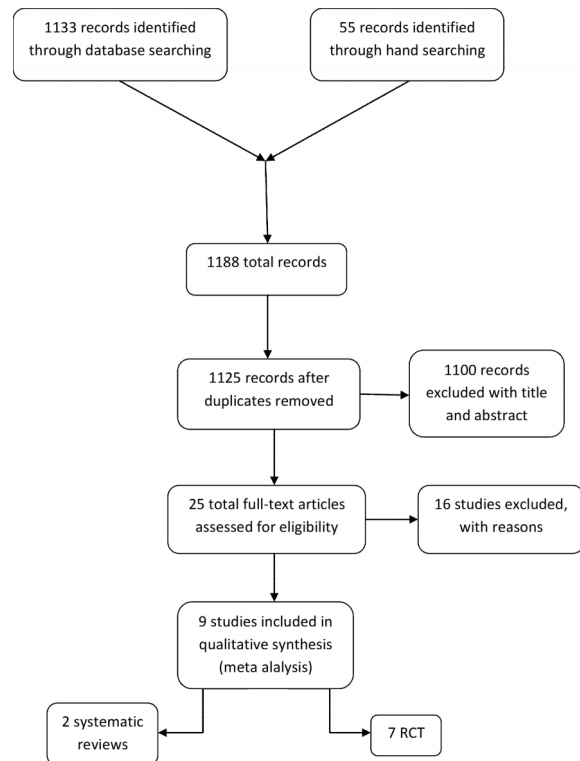 1133 records identified
through database searching
55 records identified
through hand searching
1188 total records
1125 records after
duplicates removed
1100 records
excluded with title
and abstract
25 total full-text articles
assessed for eligibility
16 studies excluded,
with reasons
9 studies included in
qualitative synthesis
(meta alalysis)
2 systematic
reviews
7 RCT